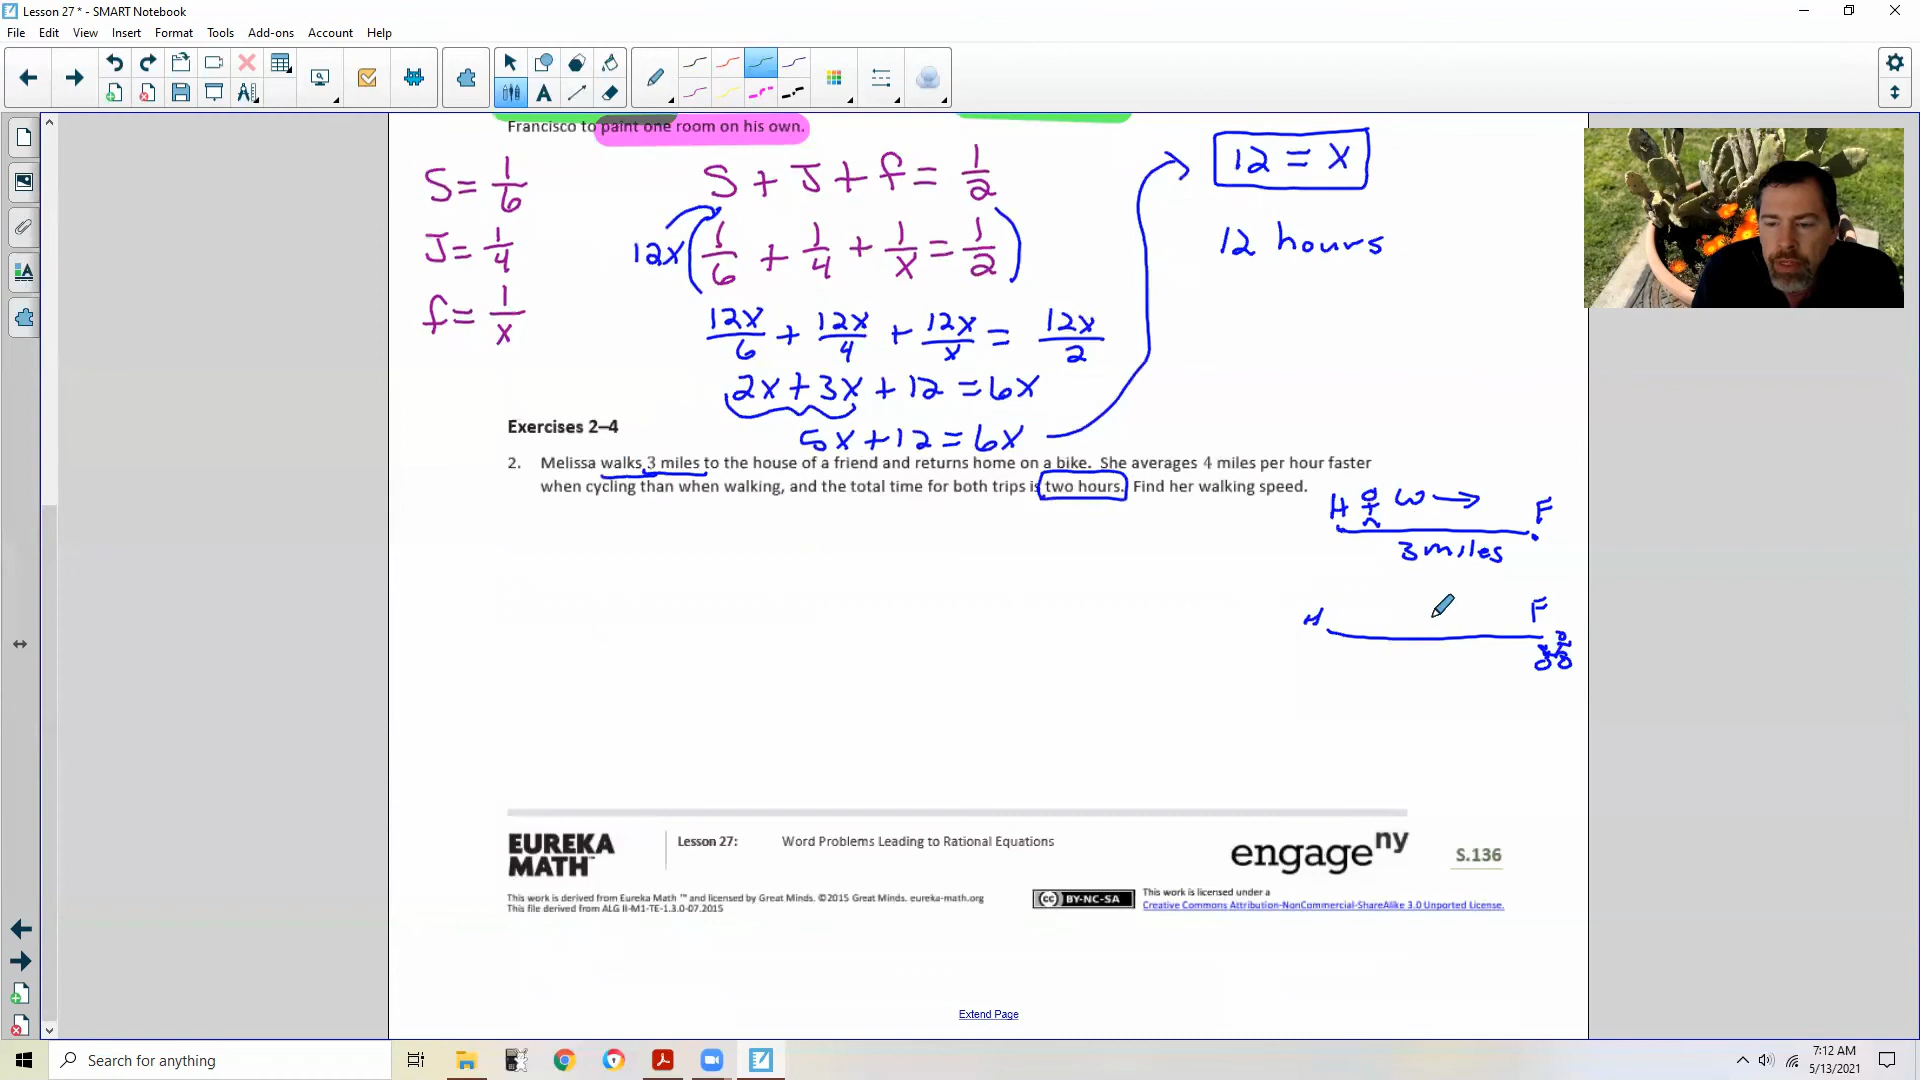 Lesson 27 * - SMART Notebook
File Edit View Insert Format Tools Add-ons Account Help
Francisco to paint one room on his own.
S = 1/6
J = 1/4
f = 1/x
S + J + f = 1/2
12x ( 1/6 + 1/4 + 1/x = 1/2 )
12x/6 + 12x/4 + 12x/x = 12x/2
2x + 3x + 12 = 6x
5x + 12 = 6x
12 = x
12 hours
Exercises 2–4
2. Melissa walks 3 miles to the house of a friend and returns home on a bike. She averages 4 miles per hour faster
when cycling than when walking, and the total time for both trips is two hours. Find her walking speed.
H W F
3 miles
H F
EUREKA
MATH™
Lesson 27: Word Problems Leading to Rational Equations
engage ny
S.136
This work is derived from Eureka Math ™ and licensed by Great Minds. ©2015 Great Minds. eureka-math.org
This file derived from ALG II-M1-TE-1.3.0-07.2015
CC BY-NC-SA
This work is licensed under a
Creative Commons Attribution-NonCommercial-ShareAlike 3.0 Unported License.
Extend Page
Search for anything
7:12 AM
5/13/2021